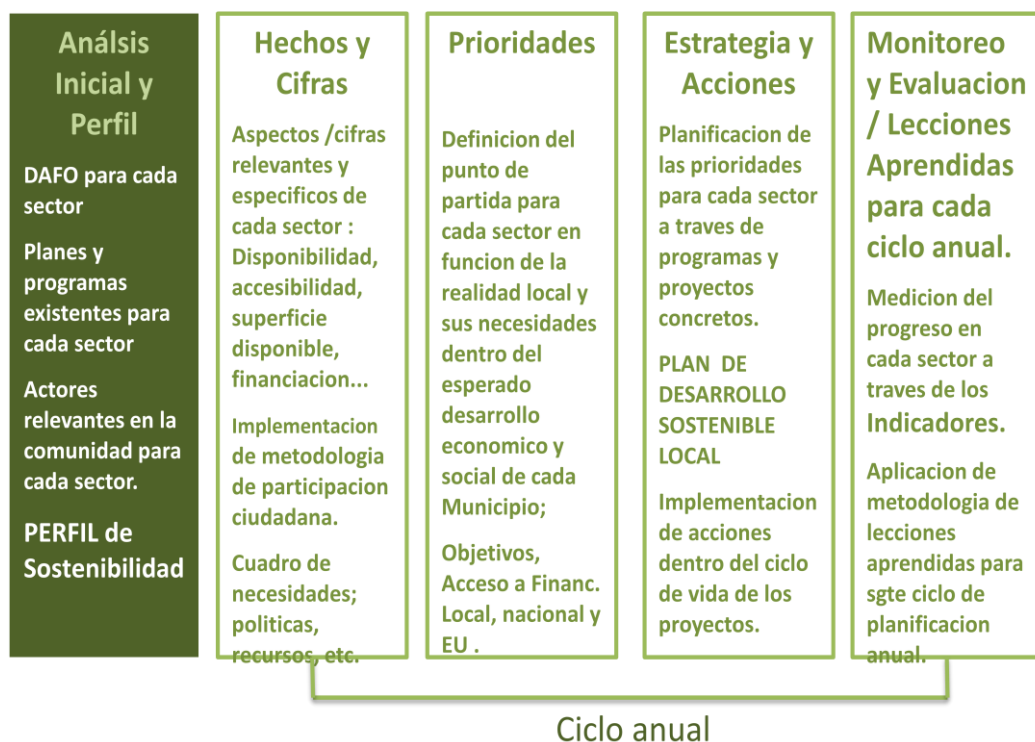 Análsis
Inicial y
Perfil
DAFO para cada
sector
Planes y
programas
existentes para
cada sector
Actores
relevantes en la
comunidad para
cada sector.
PERFIL de
Sostenibilidad
Hechos y
Cifras
Aspectos /cifras
relevantes y
especificos de
cada sector :
Disponibilidad,
accesibilidad,
superficie
disponible,
financiacion...
Implementacion
de metodologia
de participacion
ciudadana.
Cuadro de
necesidades;
politicas,
recursos, etc.
Prioridades
Definicion del
punto de
partida para
cada sector en
funcion de la
realidad local y
sus necesidades
dentro del
esperado
desarrollo
economico y
social de cada
Municipio;
Objetivos,
Acceso a Financ.
Local, nacional y
EU .
Estrategia y
Acciones
Planificacion de
las prioridades
para cada sector
a traves de
programas y
proyectos
concretos.
PLAN DE
DESARROLLO
SOSTENIBLE
LOCAL
Implementacion
de acciones
dentro del ciclo
de vida de los
proyectos.
Monitoreo
y Evaluacion
/ Lecciones
Aprendidas
para cada
ciclo anual.
Medicion del
progreso en
cada sector a
traves de los
Indicadores.
Aplicacion de
metodologia de
lecciones
aprendidas para
sgte ciclo de
planificacion
anual.
Ciclo anual